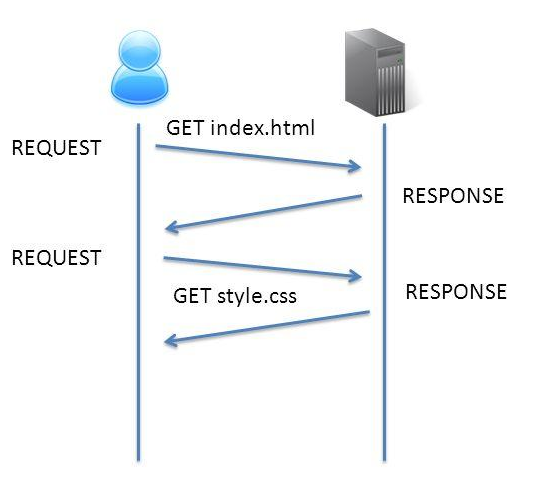 GET index.html
REQUEST
RESPONSE
REQUEST
GET style.css
RESPONSE